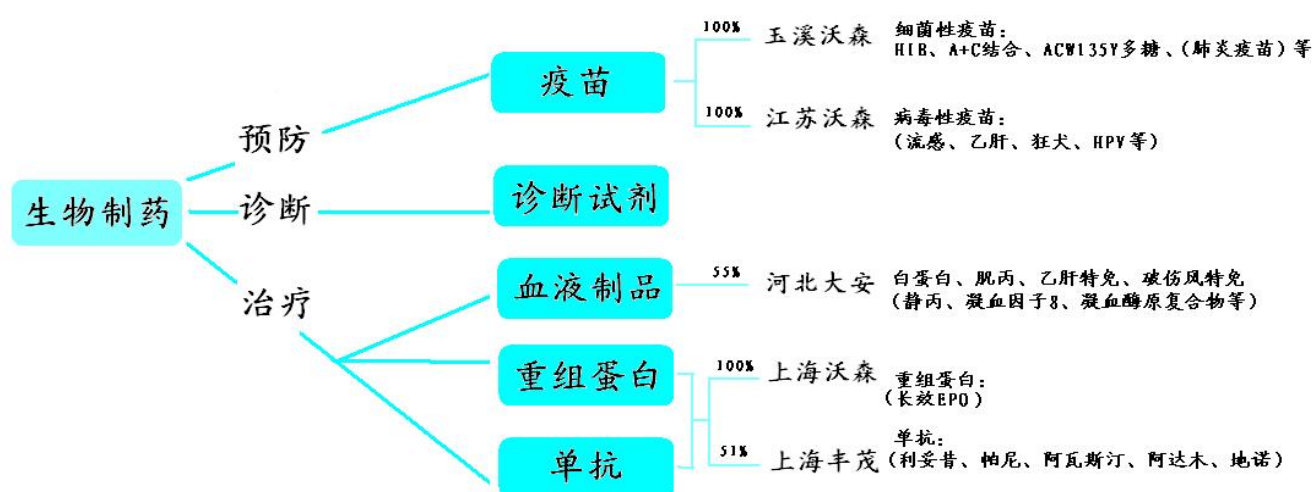 生物制药
预防
诊断
治疗
疫苗
诊断试剂
血液制品
重组蛋白
单抗
100% 玉溪沃森 细菌性疫苗:
HIB、A+C结合、ACW135Y多糖、(肺炎疫苗)等
100% 江苏沃森 病毒性疫苗:
(流感、乙肝、狂犬、HPV等)
55% 河北大安 白蛋白、肌丙、乙肝特免、破伤风特免
(静丙、凝血因子8、凝血酶原复合物等)
100% 上海沃森 重组蛋白:
(长效EPO)
51% 上海丰茂 单抗:
(利妥昔、帕尼、阿瓦斯汀、阿达木、地诺)